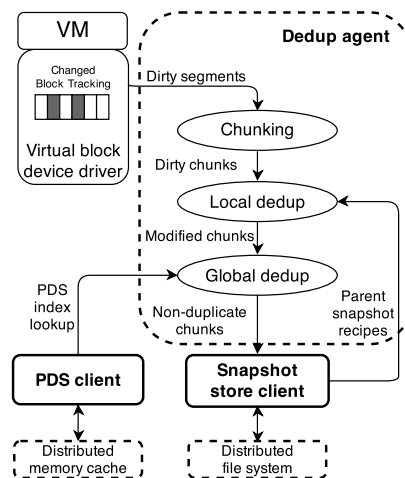 VM
Dedup agent
Changed
Block Tracking
Dirty segments
Virtual block
device driver
Chunking
Dirty chunks
Local dedup
Modified chunks
Global dedup
PDS
index
lookup
Non-duplicate
chunks
Parent
snapshot
recipes
PDS client
Snapshot
store client
Distributed
memory cache
Distributed
file system